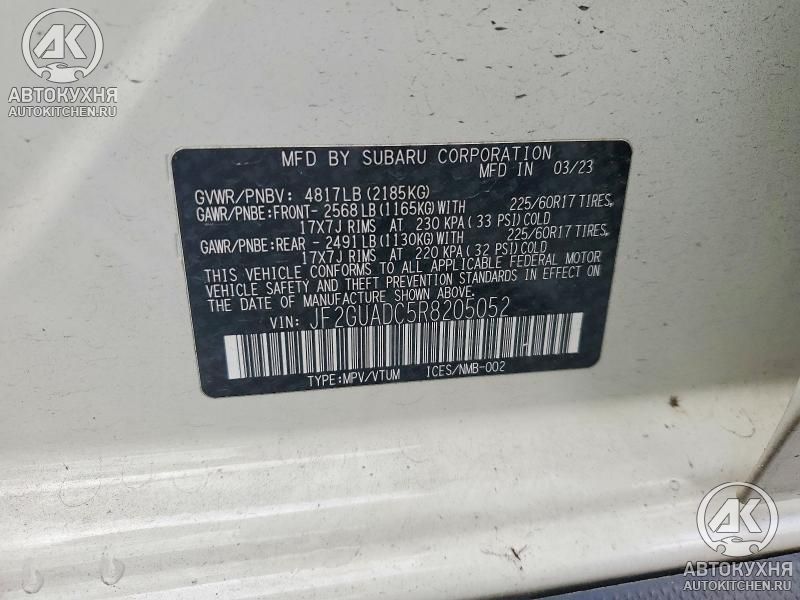 AK
АВТОКУХНЯ
AUTOKITCHEN.RU
MFD BY SUBARU CORPORATION
MFD IN 03/23
GVWR/PNBV: 4817LB (2185KG)
GAWR/PNBE:FRONT- 2568LB (1165KG) WITH 225/60R17 TIRES,
17X7J RIMS AT 230 KPA (33 PSI) COLD
GAWR/PNBE:REAR - 2491LB (1130KG) WITH 225/60R17 TIRES,
17X7J RIMS AT 220 KPA (32 PSI) COLD
THIS VEHICLE CONFORMS TO ALL APPLICABLE FEDERAL MOTOR
VEHICLE SAFETY AND THEFT PREVENTION STANDARDS IN EFFECT ON
THE DATE OF MANUFACTURE SHOWN ABOVE.
VIN: JF2GUADC5R8205052
TYPE:MPV/VTUM ICES/NMB-002
AK
АВТОКУХНЯ
AUTOKITCHEN.RU